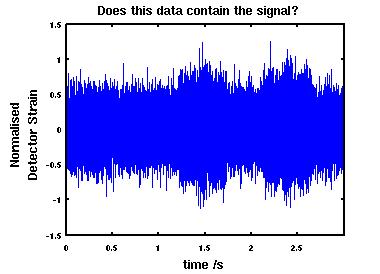 Does this data contain the signal?
1.5
1
0.5
0
-0.5
-1
-1.5
Normalised
Detector Strain
0 0.5 1 1.5 2 2.5
time /s